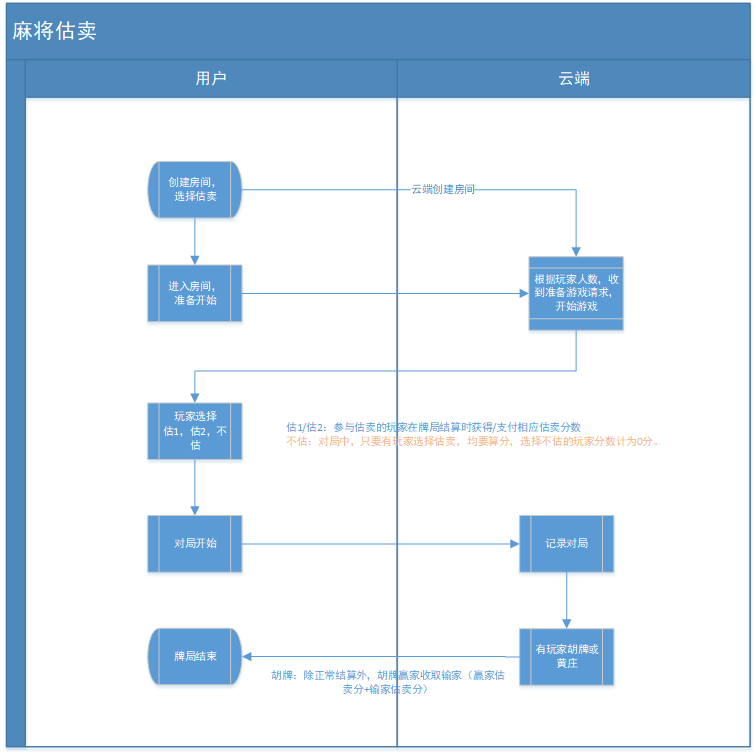 麻将估卖
用户
云端
创建房间，
选择估卖
云端创建房间
进入房间，
准备开始
根据玩家人数，收
到准备游戏请求，
开始游戏
玩家选择
估1，估2，不
估
估1/估2：参与估卖的玩家在牌局结算时获得/支付相应估卖分数
不估：对局中，只要有玩家选择估卖，均要算分，选择不估的玩家分数计为0分。
对局开始
记录对局
牌局结束
有玩家胡牌或
黄庄
胡牌：除正常结算外，胡牌赢家收取输家（赢家估
卖分+输家估卖分）